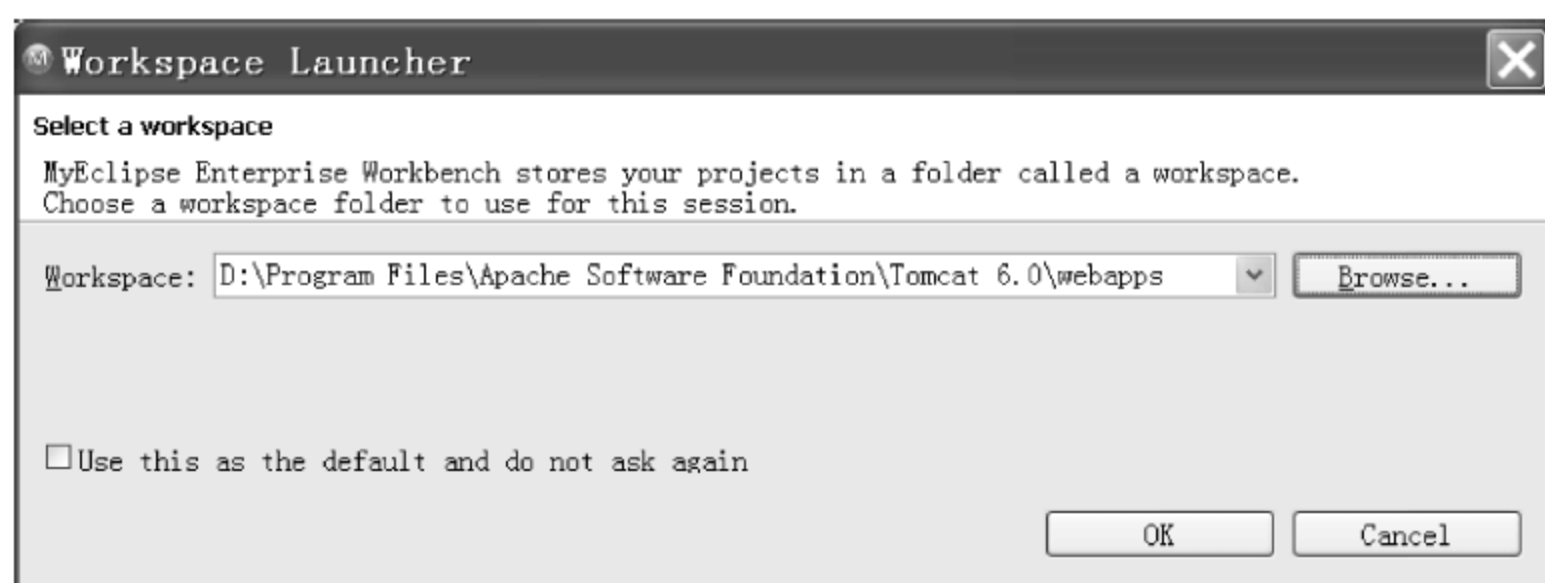 Workspace Launcher
Select a workspace
MyEclipse Enterprise Workbench stores your projects in a folder called a workspace.
Choose a workspace folder to use for this session.
Workspace: D:\Program Files\Apache Software Foundation\Tomcat 6.0\webapps Browse...
Use this as the default and do not ask again
OK Cancel